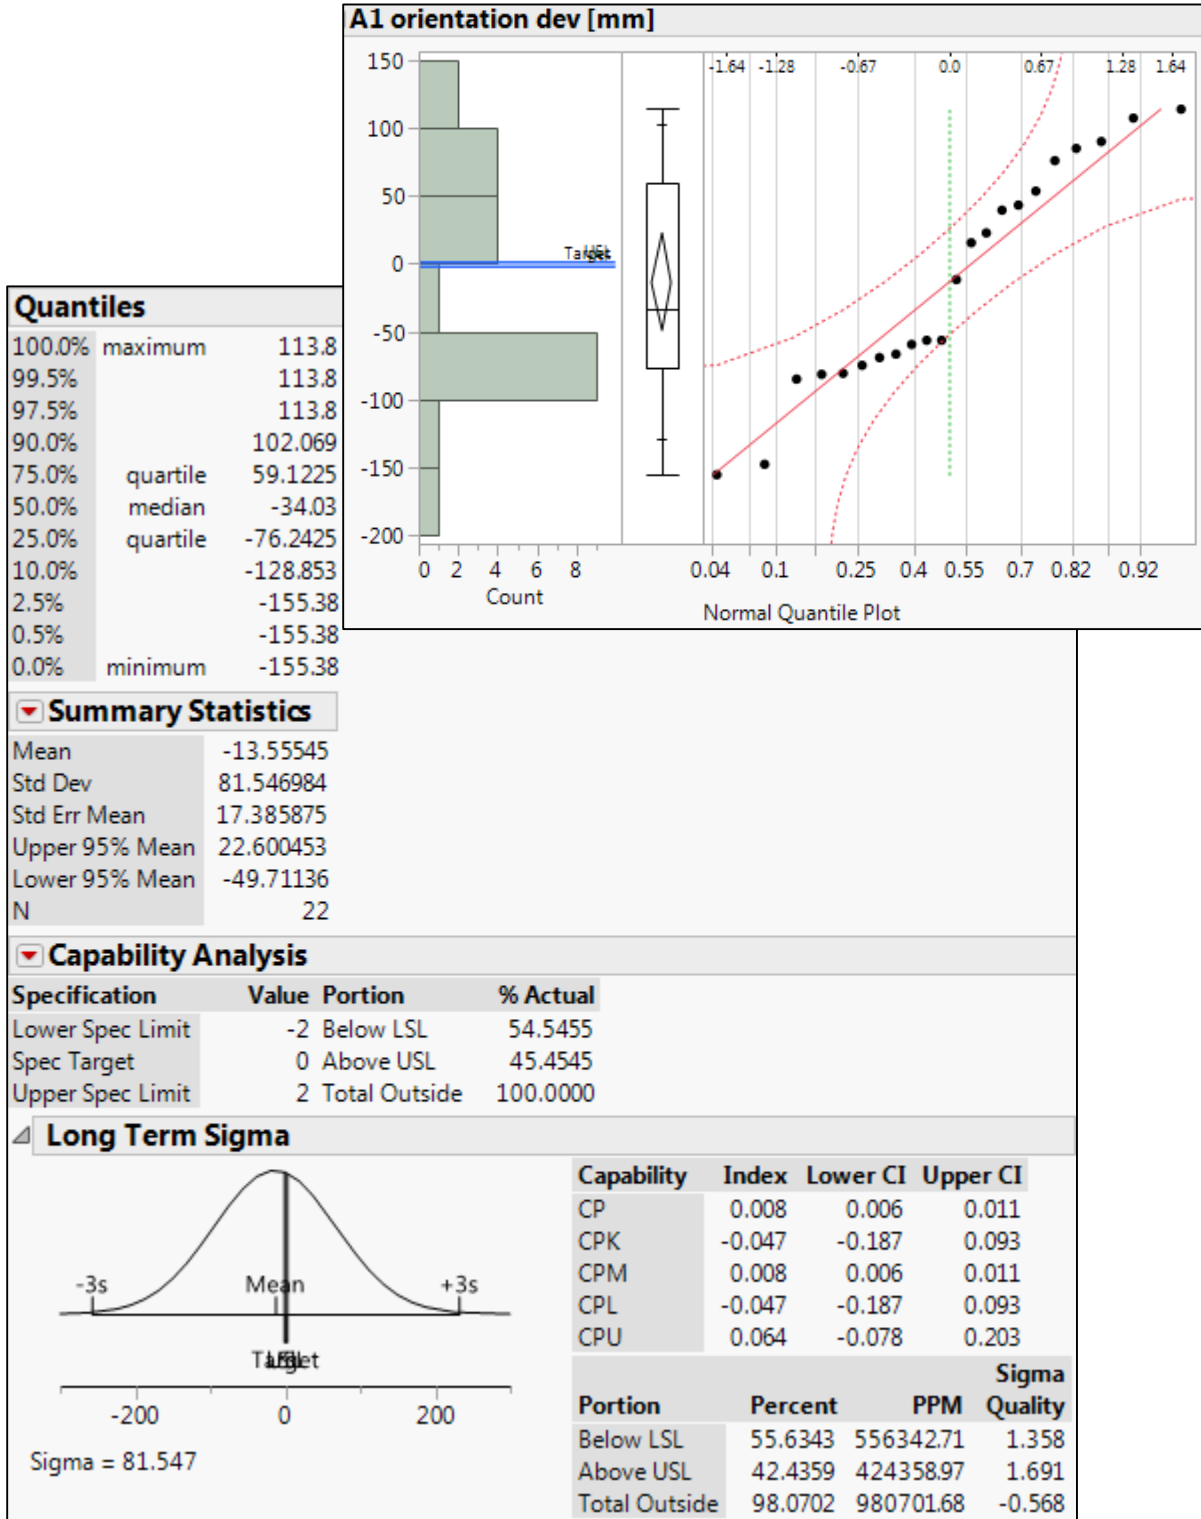 A1 orientation dev [mm]
150
100
50
0
-50
-100
-150
-200
Target
USL
-1.64 -1.28 -0.67 0.0 0.67 1.28 1.64
0 2 4 6 8
Count
0.04 0.1 0.25 0.4 0.55 0.7 0.82 0.92
Normal Quantile Plot
Quantiles
100.0% maximum 113.8
99.5% 113.8
97.5% 113.8
90.0% 102.069
75.0% quartile 59.1225
50.0% median -34.03
25.0% quartile -76.2425
10.0% -128.853
2.5% -155.38
0.5% -155.38
0.0% minimum -155.38
Summary Statistics
Mean -13.55545
Std Dev 81.546984
Std Err Mean 17.385875
Upper 95% Mean 22.600453
Lower 95% Mean -49.71136
N 22
Capability Analysis
Specification Value Portion % Actual
Lower Spec Limit -2 Below LSL 54.5455
Spec Target 0 Above USL 45.4545
Upper Spec Limit 2 Total Outside 100.0000
Long Term Sigma
-3s Mean +3s
Target
-200 0 200
Sigma = 81.547
Capability Index Lower CI Upper CI
CP 0.008 0.006 0.011
CPK -0.047 -0.187 0.093
CPM 0.008 0.006 0.011
CPL -0.047 -0.187 0.093
CPU 0.064 -0.078 0.203
Sigma
Portion Percent PPM Quality
Below LSL 55.6343 556342.71 1.358
Above USL 42.4359 424358.97 1.691
Total Outside 98.0702 980701.68 -0.568